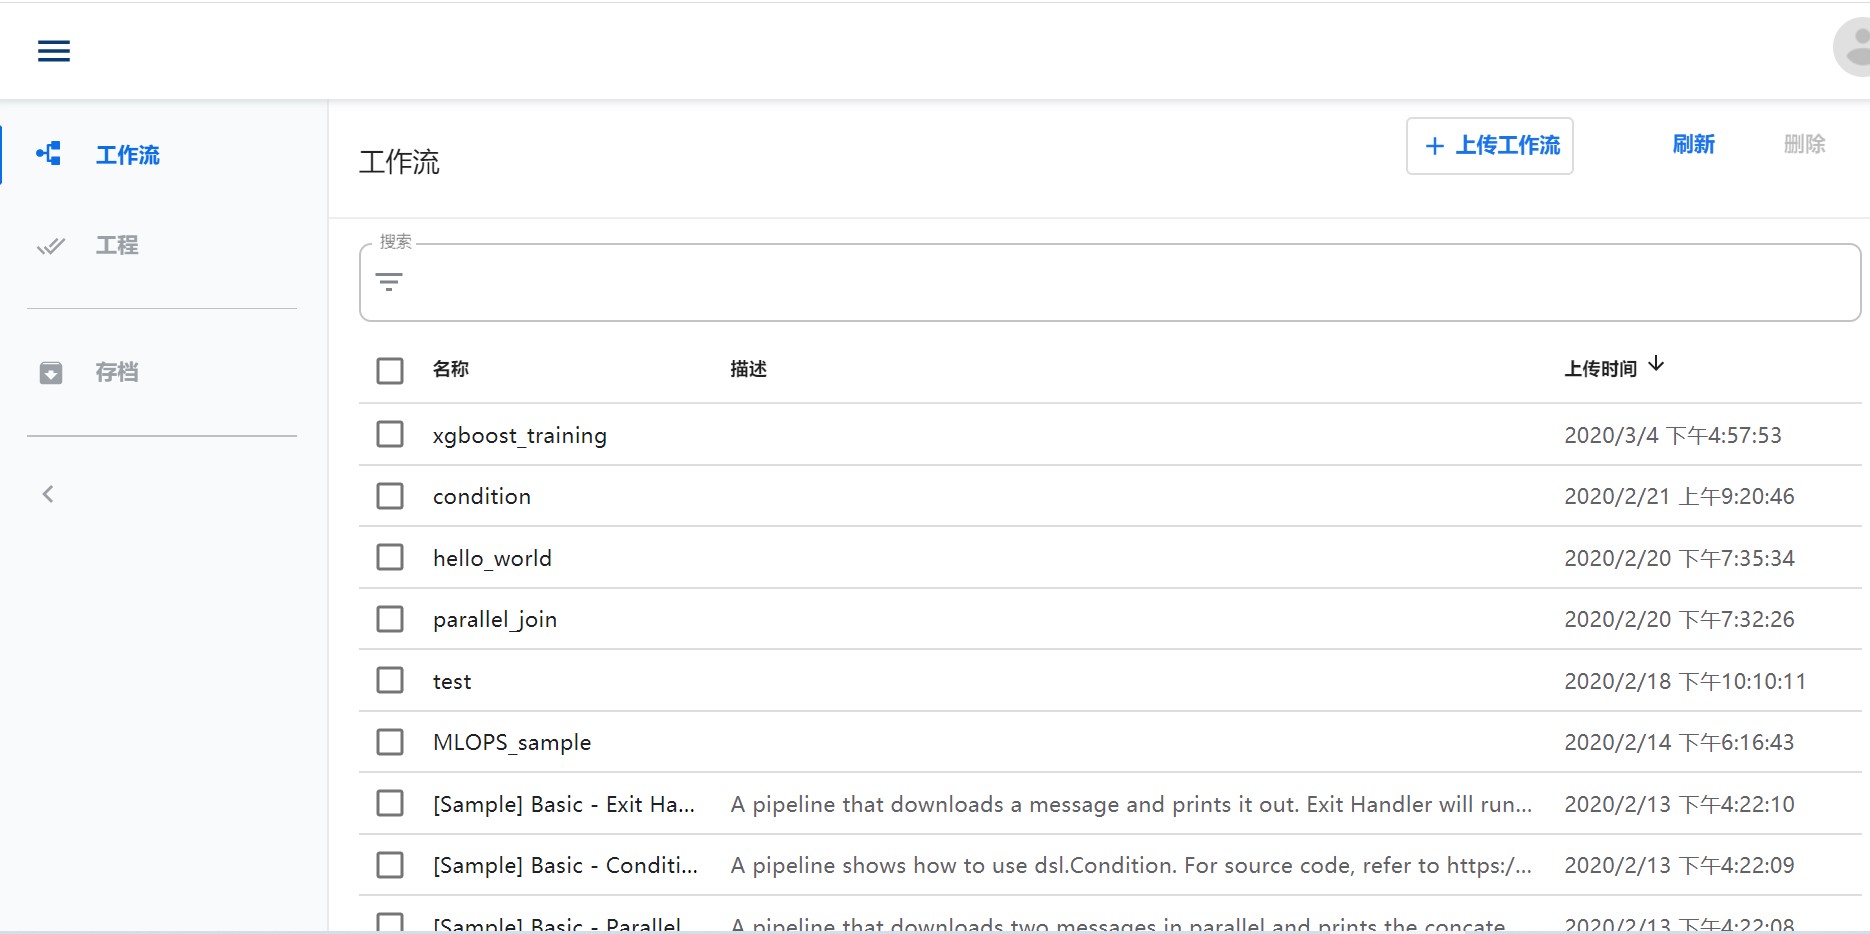 工作流
工程
存档
工作流
+ 上传工作流 刷新 删除
搜索
名称 描述 上传时间
xgboost_training 2020/3/4 下午4:57:53
condition 2020/2/21 上午9:20:46
hello_world 2020/2/20 下午7:35:34
parallel_join 2020/2/20 下午7:32:26
test 2020/2/18 下午10:10:11
MLOPS_sample 2020/2/14 下午6:16:43
[Sample] Basic - Exit Ha... A pipeline that downloads a message and prints it out. Exit Handler will run... 2020/2/13 下午4:22:10
[Sample] Basic - Conditi... A pipeline shows how to use dsl.Condition. For source code, refer to https:/... 2020/2/13 下午4:22:09
[Sample] Basic - Parallel A pipeline that downloads two messages in parallel and prints the concate 2020/2/13 下午4:22:08